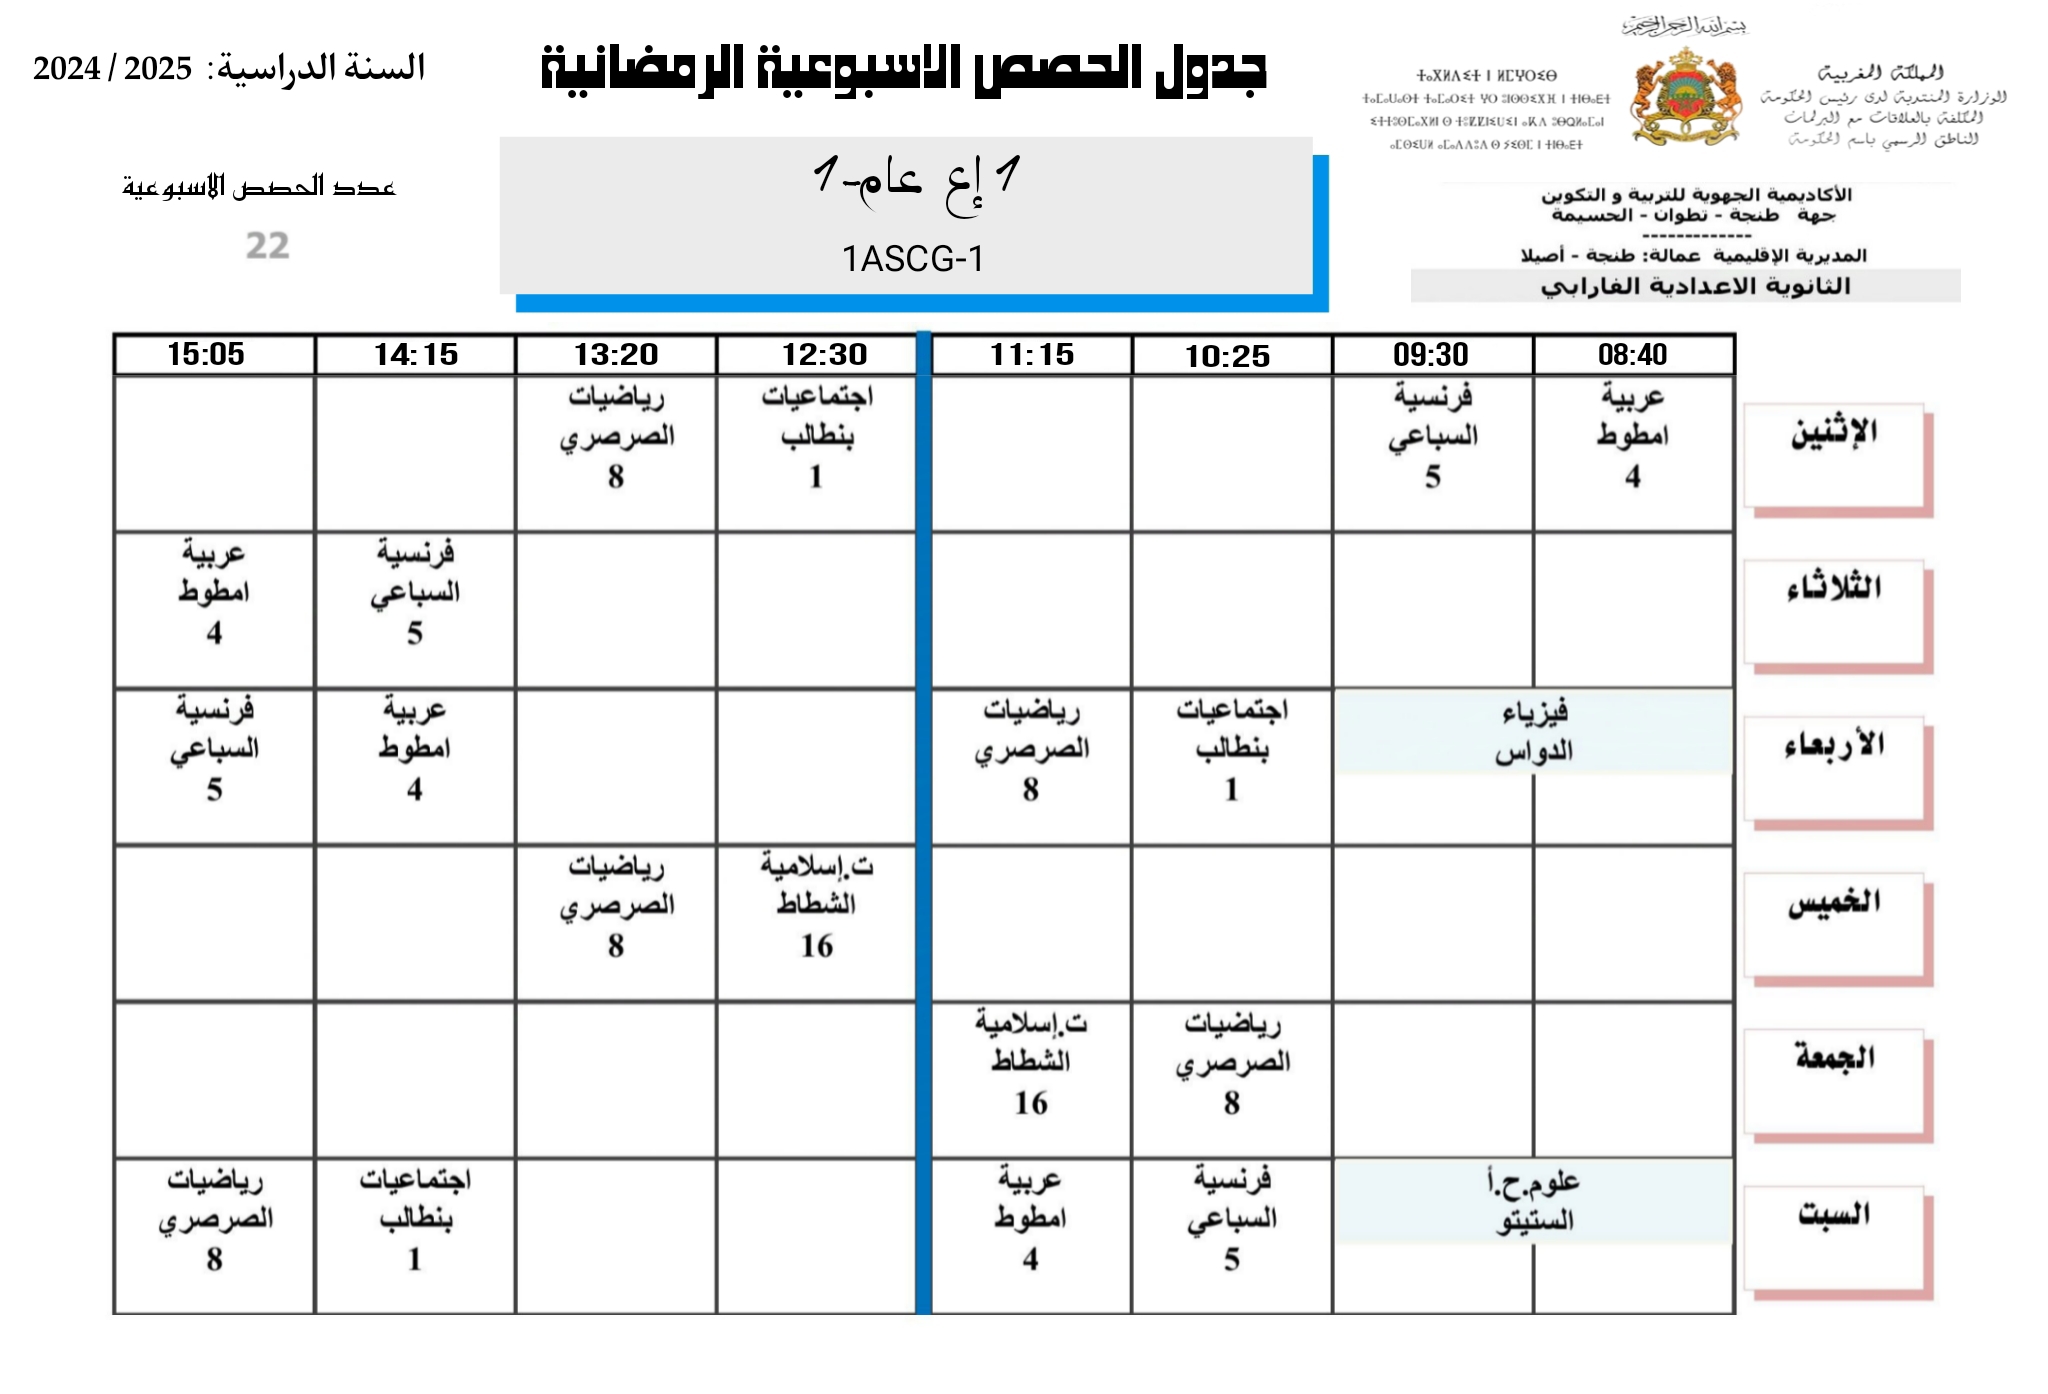 المملكة المغربية
الوزارة المنتدبة لدى رئيس الحكومة
المكلفة بالعلاقات مع البرلمان
الناطق الرسمي باسم الحكومة
ⵜⴰⴳⵍⴷⵉⵜ ⵏ ⵍⵎⵖⵔⵉⴱ
جدول الحصص الاسبوعية الرمضانية
السنة الدراسية: 2024 / 2025
الأكاديمية الجهوية للتربية و التكوين
جهة طنجة - تطوان - الحسيمة
-------------
المديرية الإقليمية عمالة: طنجة - أصيلا
الثانوية الاعدادية الفارابي
1 إع عام-1
1ASCG-1
عدد الحصص الاسبوعية
22
08:40 09:30 10:25 11:15 12:30 13:20 14:15 15:05
الإثنين
عربية فرنسية اجتماعيات رياضيات
امطوط السباعي بنطالب الصرصري
4 5 1 8
الثلاثاء
فرنسية عربية
السباعي امطوط
5 4
الأربعاء
فيزياء اجتماعيات رياضيات عربية فرنسية
الدواس بنطالب الصرصري امطوط السباعي
1 8 4 5
الخميس
ت.إسلامية رياضيات
الشطاط الصرصري
16 8
الجمعة
رياضيات ت.إسلامية
الصرصري الشطاط
8 16
السبت
علوم.ح.أ فرنسية عربية اجتماعيات رياضيات
الستيتو السباعي امطوط بنطالب الصرصري
5 4 1 8